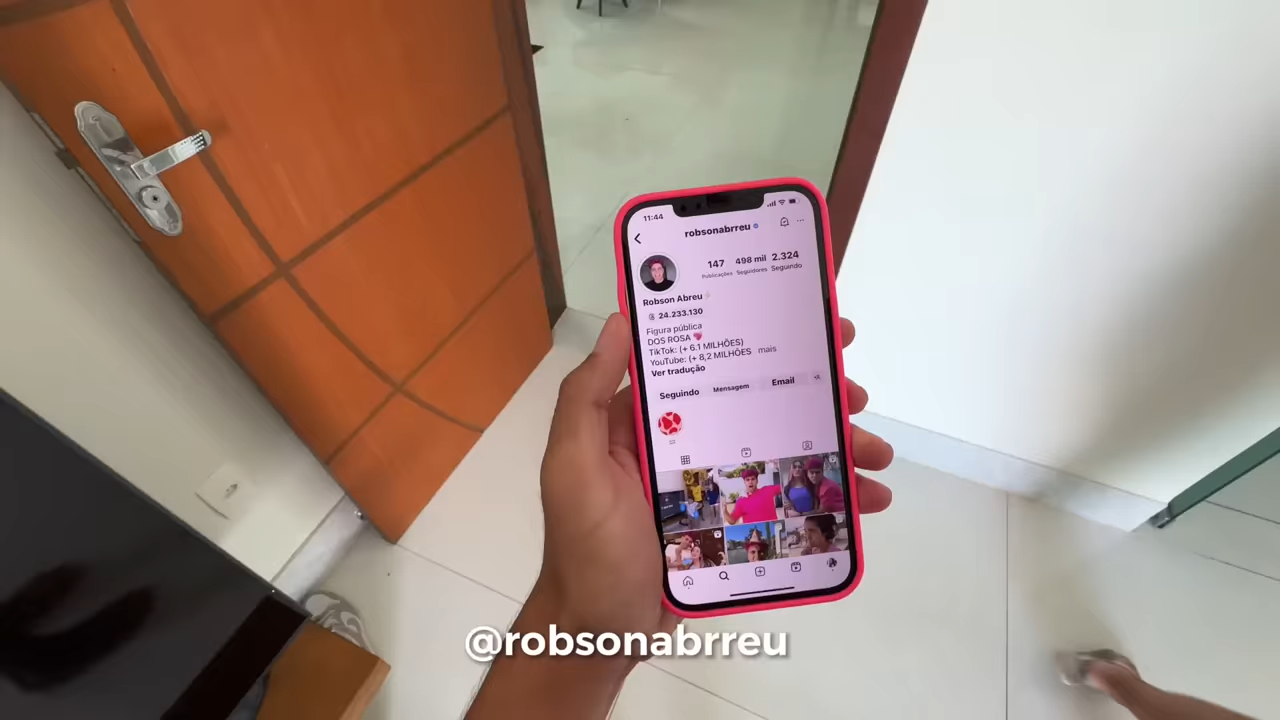 11:44
robsonabrreu
147 498 mil 2.324
Publicações Seguidores Seguindo
Robson Abreu
24.233.130
Figura pública
DOS ROSA
TikTok: (+ 6.1 MILHÕES)
YouTube: (+ 8,2 MILHÕES mais
Ver tradução
Seguindo Mensagem Email
@robsonabrreu